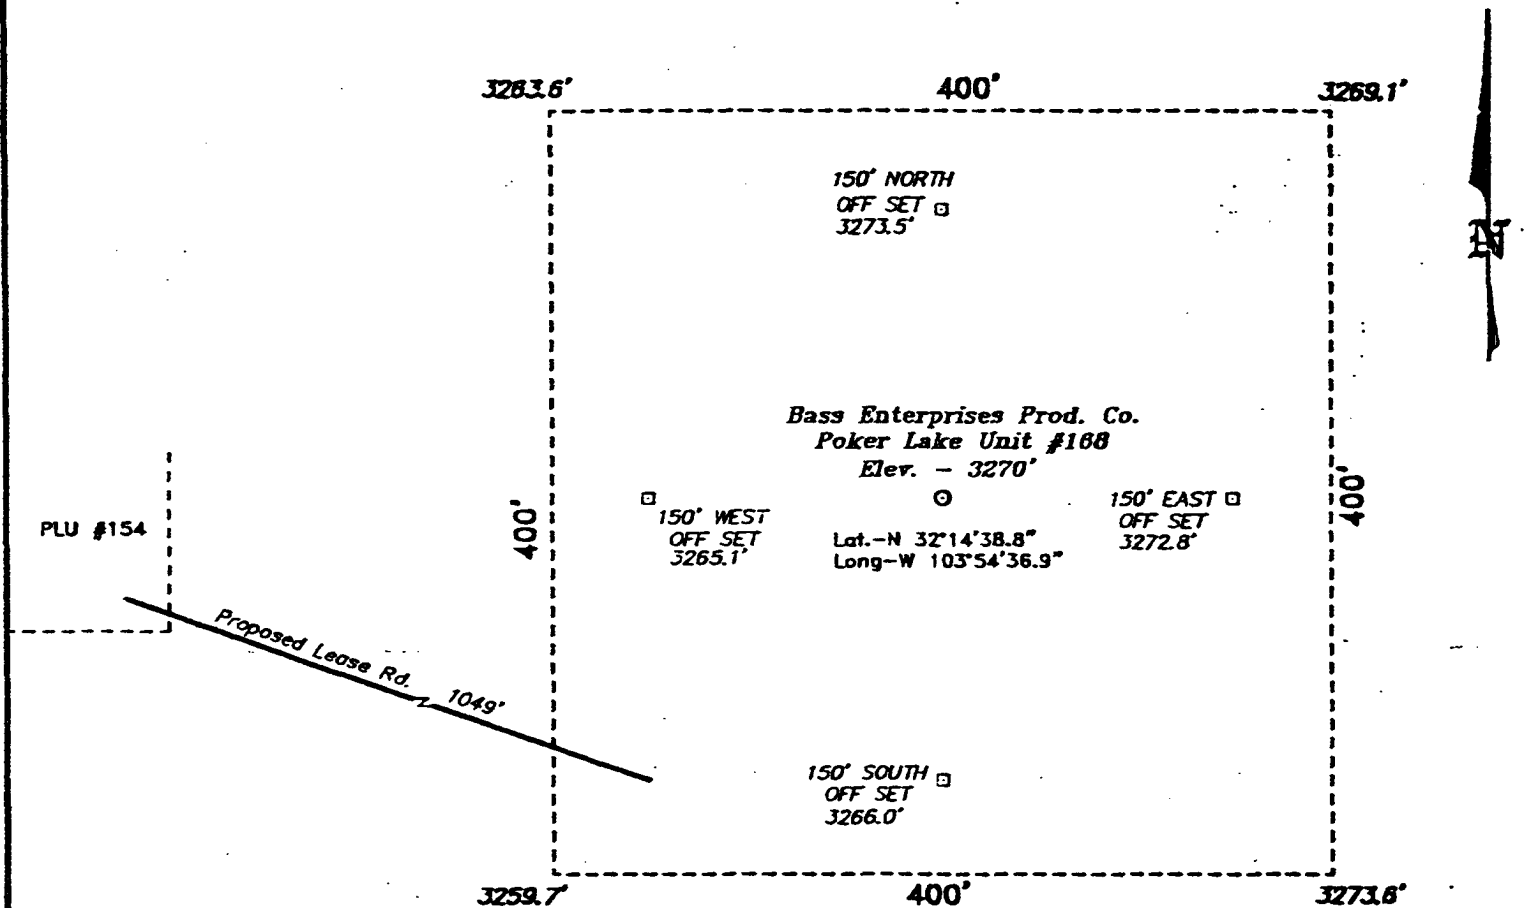 3263.6'
400'
3269.1'
150' NORTH
OFF SET
3273.5'
N
Bass Enterprises Prod. Co.
Poker Lake Unit #168
Elev. - 3270'
150' WEST
OFF SET
3265.1'
Lat.-N 32°14'38.8"
Long-W 103°54'36.9"
150' EAST
OFF SET
3272.8'
400'
400'
PLU #154
Proposed Lease Rd. 1049'
150' SOUTH
OFF SET
3266.0'
3259.7'
400'
3273.6'